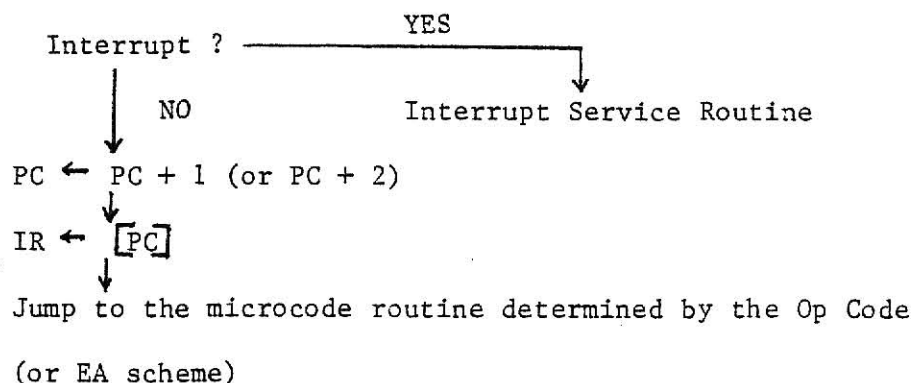 YES
Interrupt ?
NO
Interrupt Service Routine
PC ← PC + 1 (or PC + 2)
IR ← [PC]
Jump to the microcode routine determined by the Op Code
(or EA scheme)